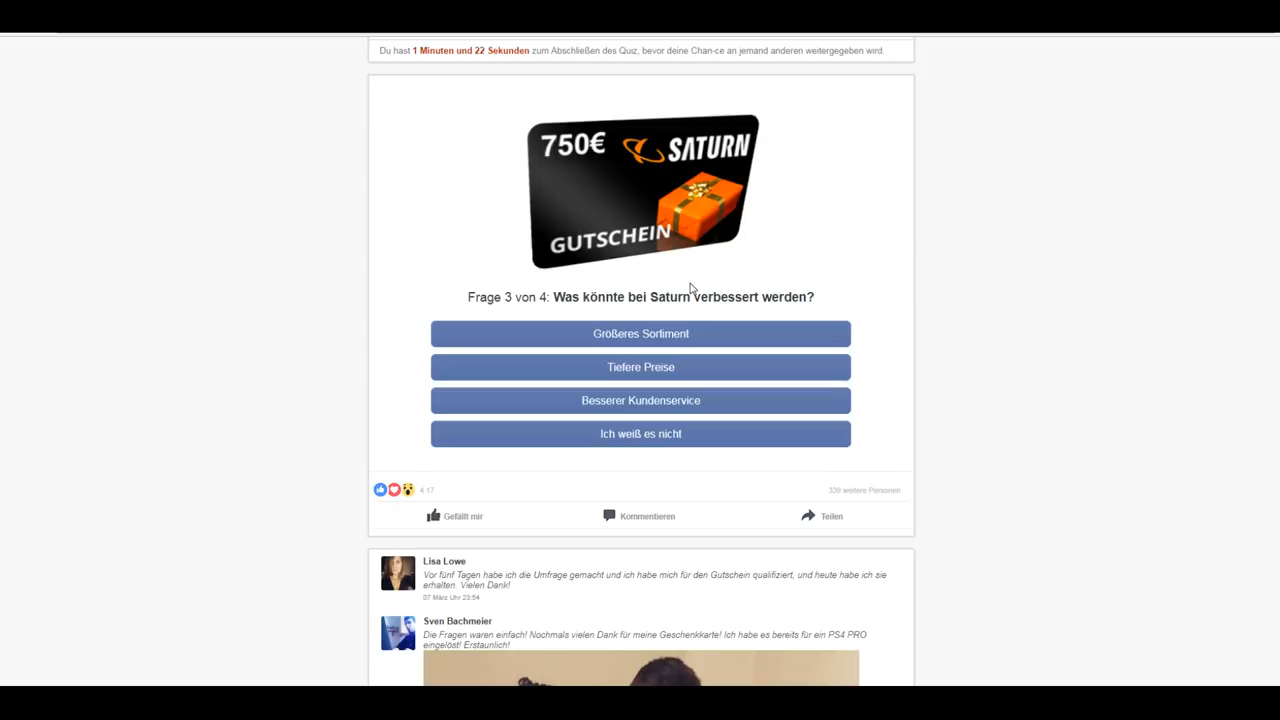 Du hast 1 Minuten und 22 Sekunden zum Abschließen des Quiz, bevor deine Chan-ce an jemand anderen weitergegeben wird.
750€ SATURN
GUTSCHEIN
Frage 3 von 4: Was könnte bei Saturn verbessert werden?
Größeres Sortiment
Tiefere Preise
Besserer Kundenservice
Ich weiß es nicht
4 17
339 weitere Personen
Gefällt mir
Kommentieren
Teilen
Lisa Lowe
Vor fünf Tagen habe ich die Umfrage gemacht und ich habe mich für den Gutschein qualifiziert, und heute habe ich sie
erhalten. Vielen Dank!
07 März Uhr 23:54
Sven Bachmeier
Die Fragen waren einfach! Nochmals vielen Dank für meine Geschenkkarte! Ich habe es bereits für ein PS4 PRO
eingelöst! Erstaunlich!